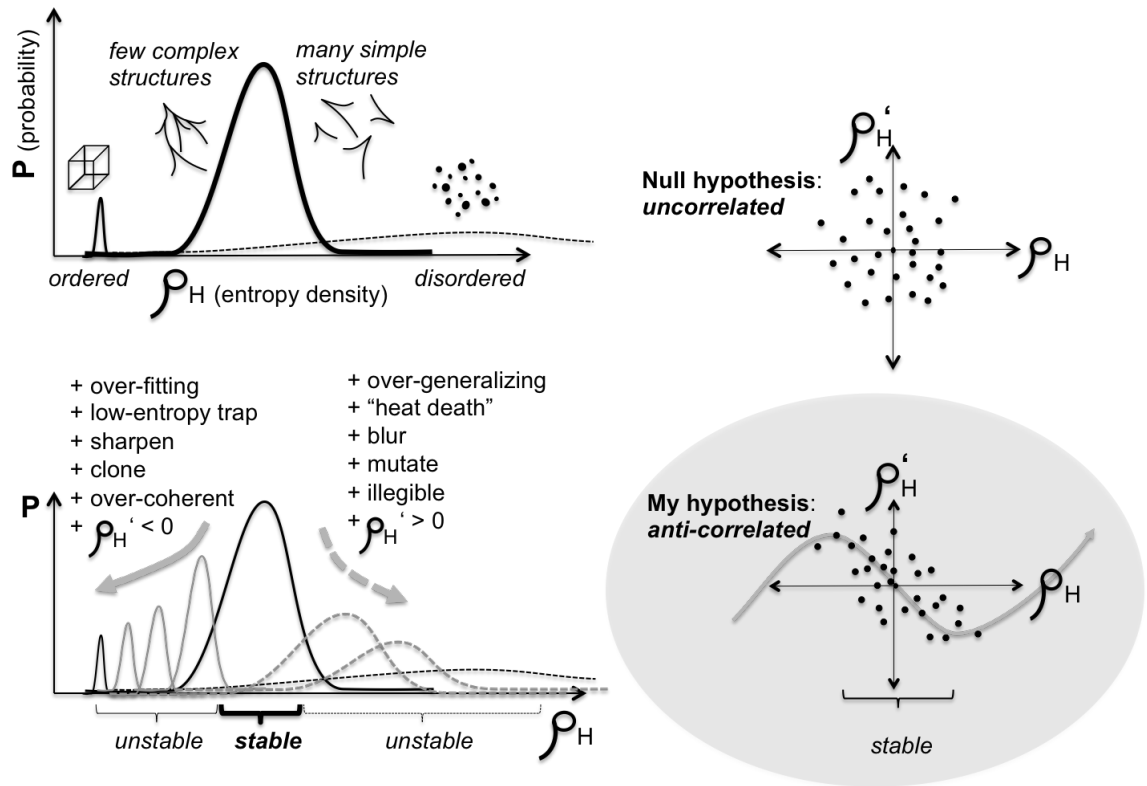 P (probability)
few complex
structures
many simple
structures
ordered
disordered
ρH (entropy density)
ρH‘
Null hypothesis:
uncorrelated
ρH
+ over-fitting
+ low-entropy trap
+ sharpen
+ clone
+ over-coherent
+ ρH‘ < 0
+ over-generalizing
+ “heat death”
+ blur
+ mutate
+ illegible
+ ρH‘ > 0
P
unstable
stable
unstable
ρH
ρH‘
My hypothesis:
anti-correlated
ρH
stable